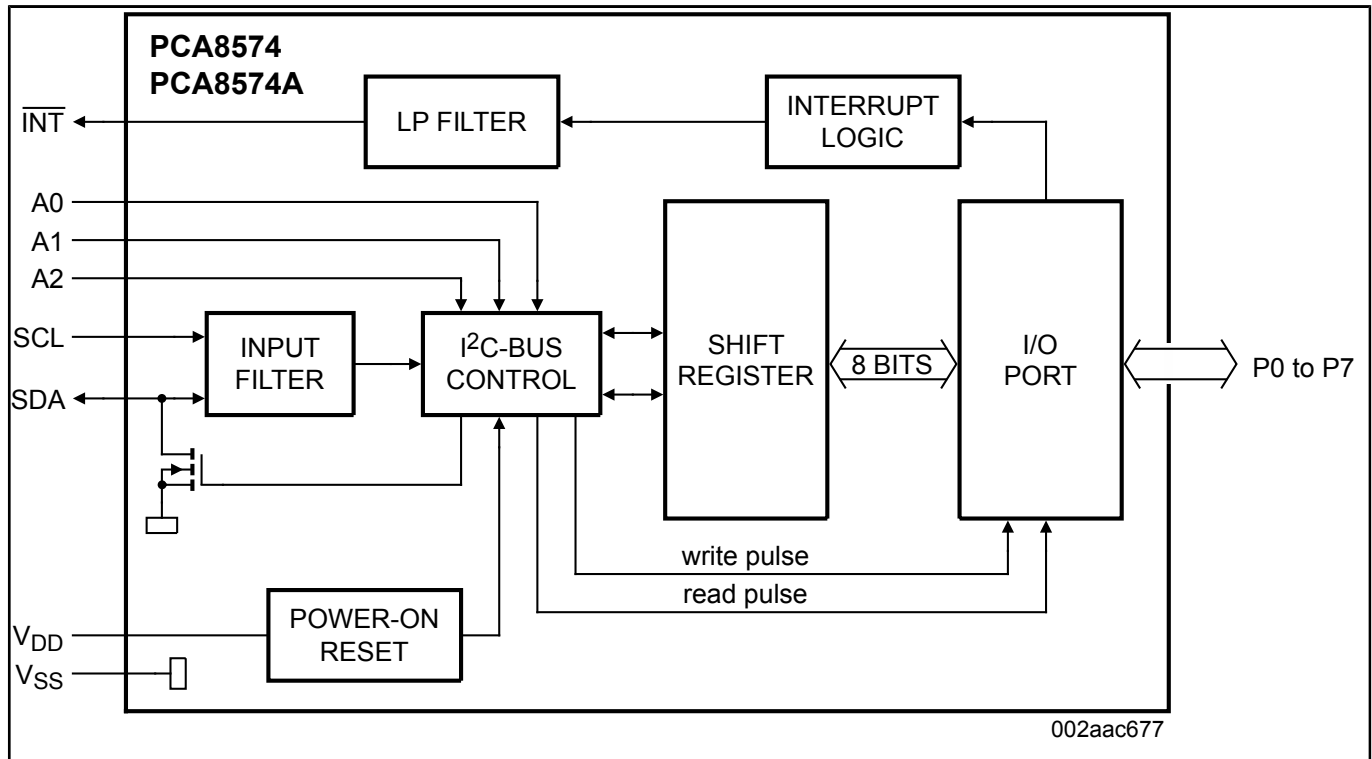 PCA8574
PCA8574A
INT
LP FILTER
INTERRUPT
LOGIC
A0
A1
A2
SCL
SDA
INPUT
FILTER
I²C-BUS
CONTROL
SHIFT
REGISTER
8 BITS
I/O
PORT
P0 to P7
write pulse
read pulse
POWER-ON
RESET
VDD
VSS
002aac677